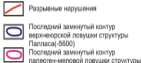 Разрывные нарушения
Последний замкнутый контур
верхнеюрской ловушки структуры
Палласа(-5600)
Последний замкнутый контур
палеоген-меловой ловушки структуры